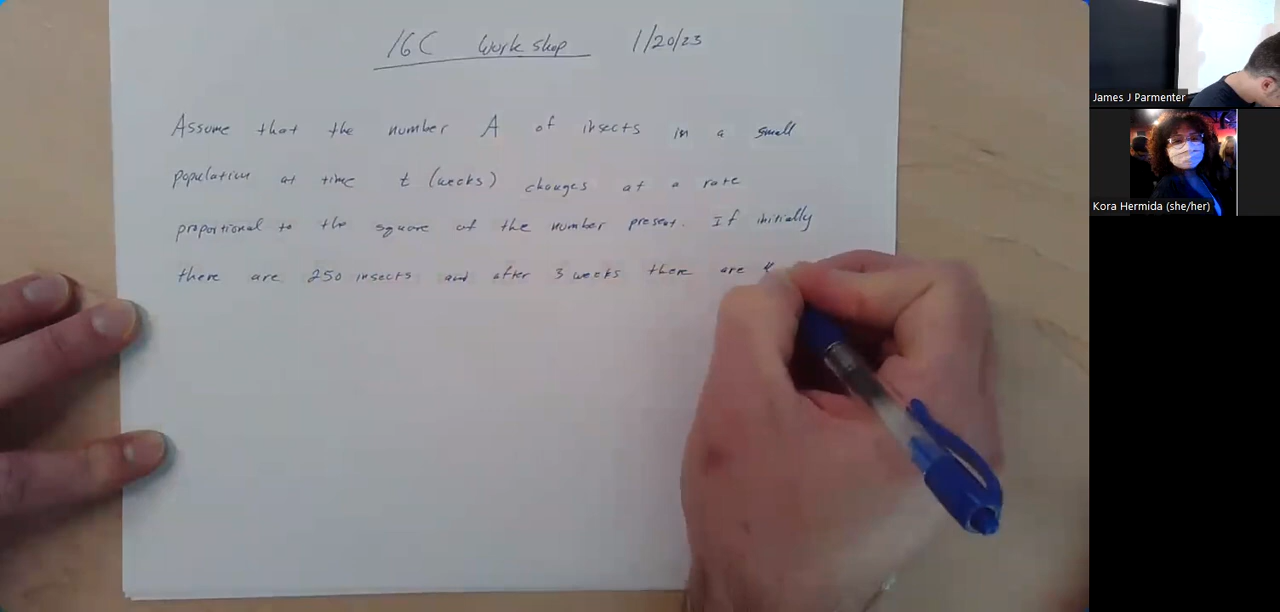 16C Workshop 1/20/23
Assume that the number A of insects in a small
population at time t (weeks) changes at a rate
proportional to the square of the number present. If initially
there are 250 insects and after 3 weeks there are
James J Parmenter
Kora Hermida (she/her)